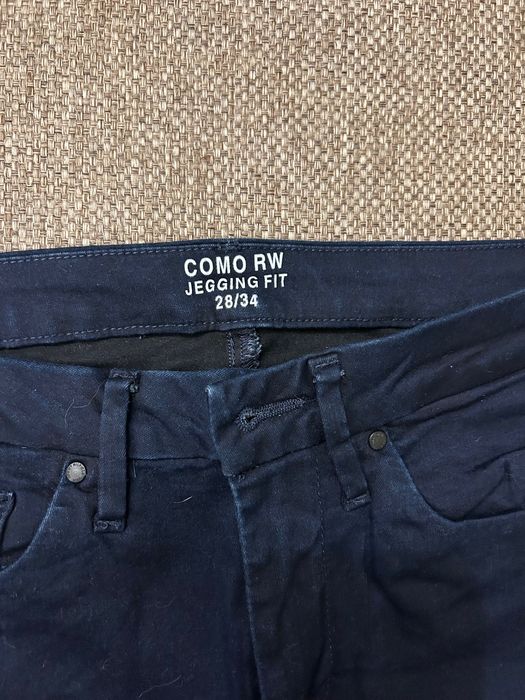 COMO RW
JEGGING FIT
28/34